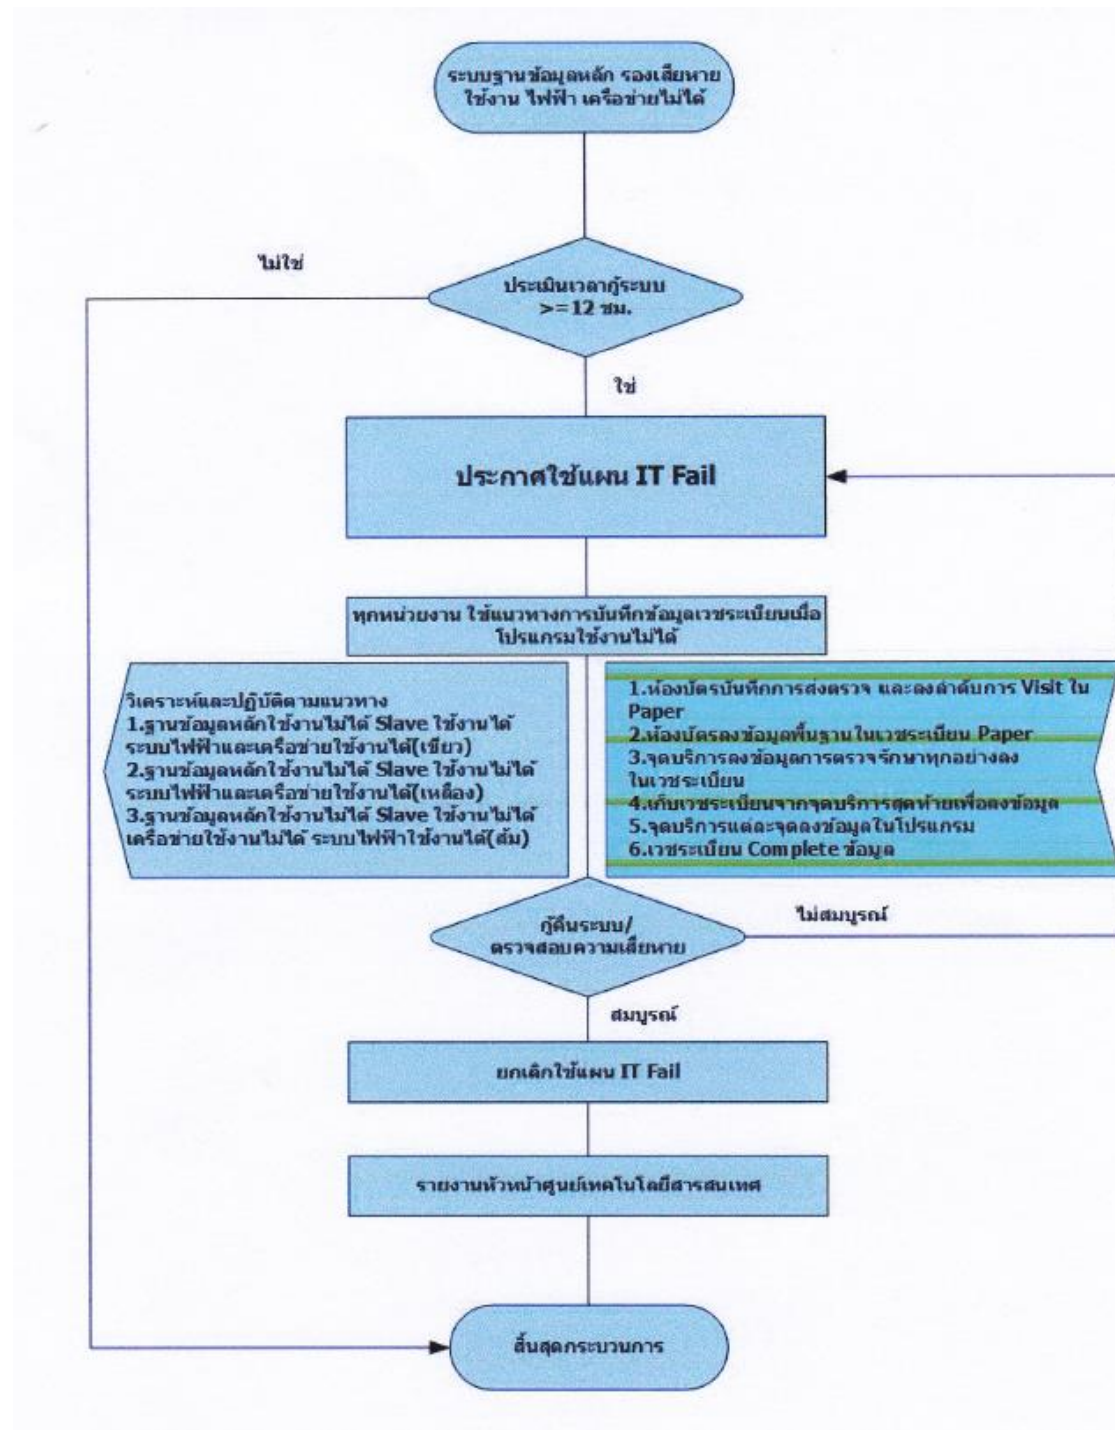 ระบบฐานข้อมูลหลัก รองเสียหาย
ใช้งาน ไฟฟ้า เครือข่ายไม่ได้
ไม่ใช่
ประเมินเวลากู้ระบบ
>=12 ชม.
ใช่
ประกาศใช้แผน IT Fail
ทุกหน่วยงาน ใช้แนวทางการบันทึกข้อมูลเวชระเบียนเมื่อ
โปรแกรมใช้งานไม่ได้
วิเคราะห์และปฏิบัติตามแนวทาง
1.ฐานข้อมูลหลักใช้งานไม่ได้ Slave ใช้งานได้
ระบบไฟฟ้าและเครือข่ายใช้งานได้(เขียว)
2.ฐานข้อมูลหลักใช้งานไม่ได้ Slave ใช้งานไม่ได้
ระบบไฟฟ้าและเครือข่ายใช้งานได้(เหลือง)
3.ฐานข้อมูลหลักใช้งานไม่ได้ Slave ใช้งานไม่ได้
เครือข่ายใช้งานไม่ได้ ระบบไฟฟ้าใช้งานได้(ส้ม)
1.ห้องบัตรบันทึกการส่งตรวจ และลงลำดับการ Visit ใน
Paper
2.ห้องบัตรลงข้อมูลพื้นฐานในเวชระเบียน Paper
3.จุดบริการลงข้อมูลการตรวจรักษาทุกอย่างลง
ในเวชระเบียน
4.เก็บเวชระเบียนจากจุดบริการสุดท้ายเพื่อลงข้อมูล
5.จุดบริการแต่ละจุดลงข้อมูลในโปรแกรม
6.เวชระเบียน Complete ข้อมูล
กู้คืนระบบ/
ตรวจสอบความเสียหาย
ไม่สมบูรณ์
สมบูรณ์
ยกเลิกใช้แผน IT Fail
รายงานหัวหน้าศูนย์เทคโนโลยีสารสนเทศ
สิ้นสุดกระบวนการ